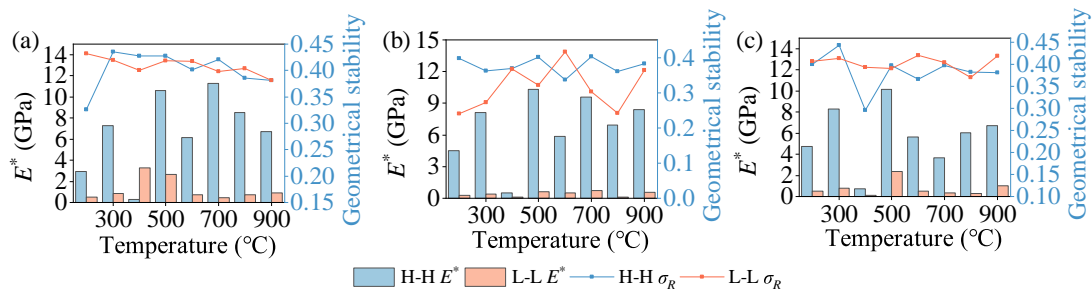 (a)
E* (GPa)
14
12
10
8
6
4
2
0
0.45
0.40
0.35
0.30
0.25
0.20
0.15
Geometrical stability
300 500 700 900
Temperature (℃)
(b)
E* (GPa)
15
12
9
6
3
0
0.4
0.3
0.2
0.1
0.0
Geometrical stability
300 500 700 900
Temperature (℃)
(c)
E* (GPa)
14
12
10
8
6
4
2
0
0.45
0.40
0.35
0.30
0.25
0.20
0.15
0.10
Geometrical stability
300 500 700 900
Temperature (℃)
H-H E* L-L E* H-H σR L-L σR